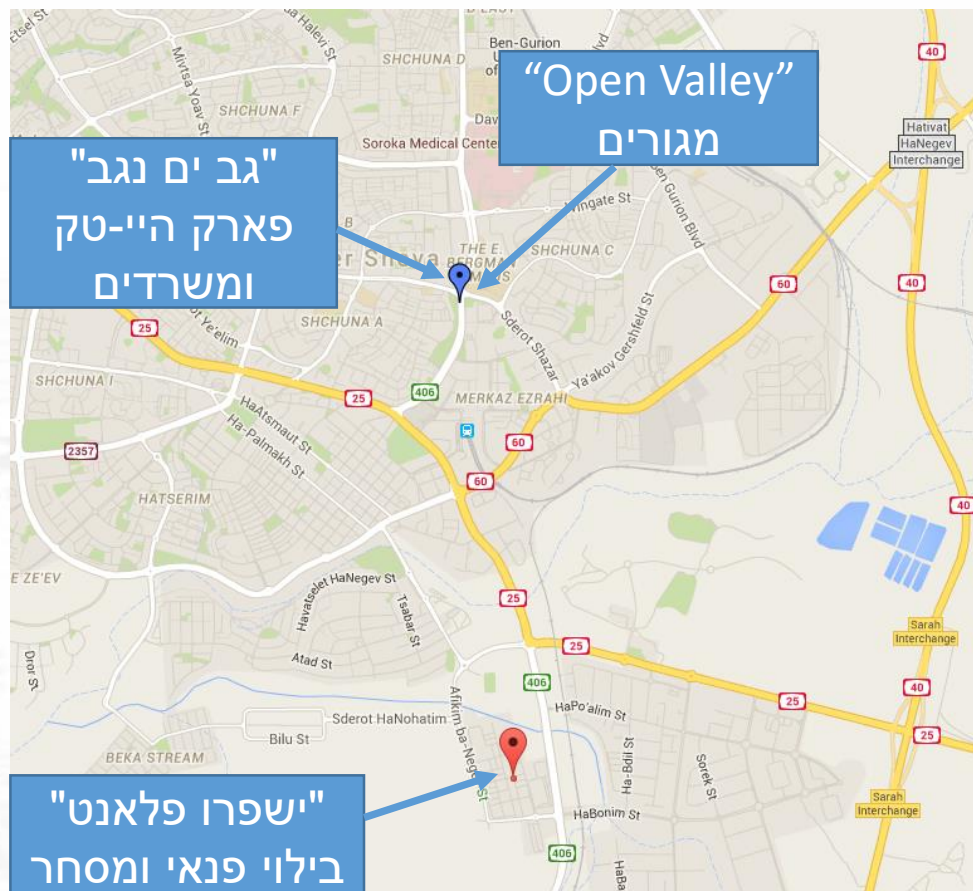 Etsel St
Mivtsa Yoav St
SHCHUNA D
Ben-Gurion
SHCHUNA F
Soroka Medical Center
Hativat
HaNegev
Interchange
40
"Open Valley"
מגורים
"גב ים נגב"
פארק היי-טק
ומשרדים
Wingate St
Ben Gurion Blvd
B
THE E.
BERGMAN
SHCHUNA C
SHCHUNA A
60
40
25
Sderot Shazar
Ya'akov Gershfeld St
SHCHUNA I
25
406
MERKAZ EZRAHI
HaAtsmaut St
Ha-Palmakh St
2357
60
60
HATSERIM
40
E ZE'EV
Havatselet HaNegev St
Tsabar St
25
Atad St
Dror St
25
Sarah
Interchange
406
40
25
Sderot HaNohatim
HaPo'alim St
Bilu St
Afikim ba-Negev St
25
BEKA STREAM
Ha-Bdil St
Sorek St
Sarah
Interchange
HaBonim St
"ישפרו פלאנט"
בילוי פנאי ומסחר
406